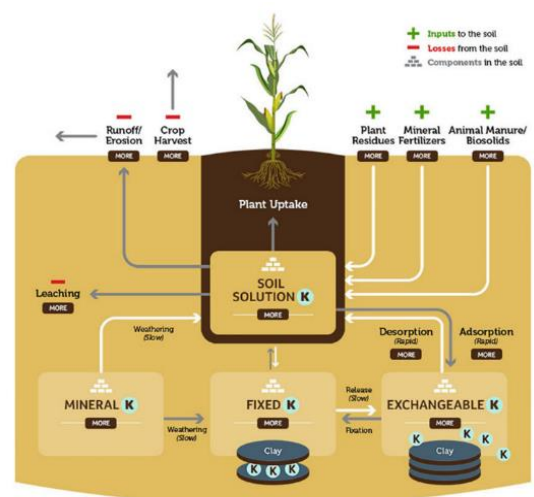 Inputs to the soil
Losses from the soil
Components in the soil
Runoff/
Erosion
MORE
Crop
Harvest
MORE
Plant
Residues
MORE
Mineral
Fertilizers
MORE
Animal Manure/
Biosolids
MORE
Plant Uptake
SOIL
SOLUTION K
MORE
Leaching
MORE
Weathering
(Slow)
Desorption
(Rapid)
MORE
Adsorption
(Rapid)
MORE
MINERAL K
MORE
Weathering
(Slow)
FIXED K
MORE
Clay
K K K
Release
(Slow)
Fixation
EXCHANGEABLE K
MORE
K K K K
Clay